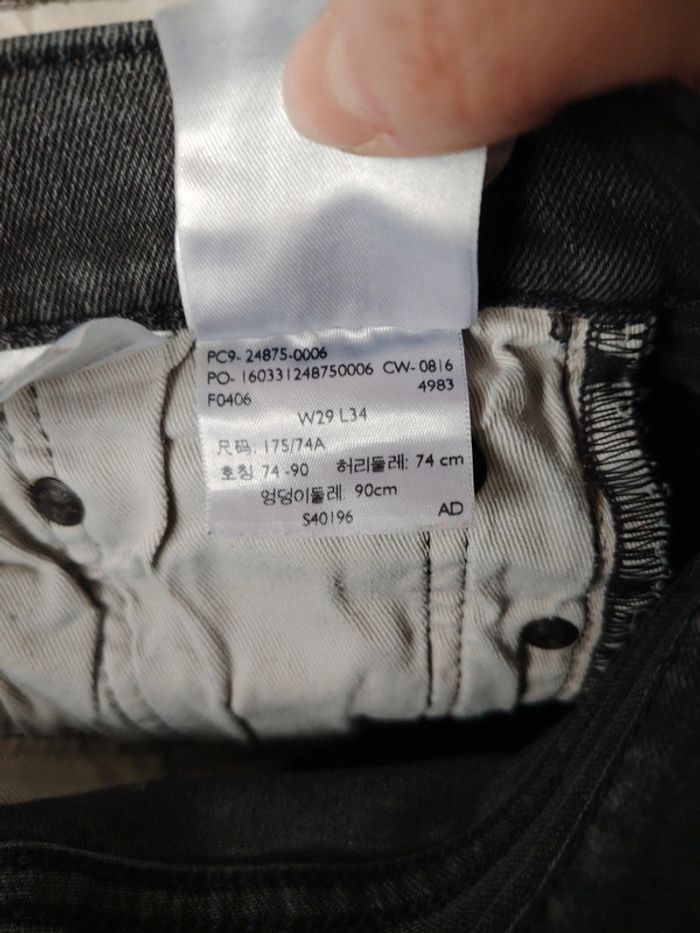 PC9- 24875-0006
PO- 160331248750006 CW- 0816
F0406 4983
W29 L34
尺码: 175/74A
호칭 74 -90 허리둘레: 74 cm
엉덩이둘레: 90cm
S40196 AD